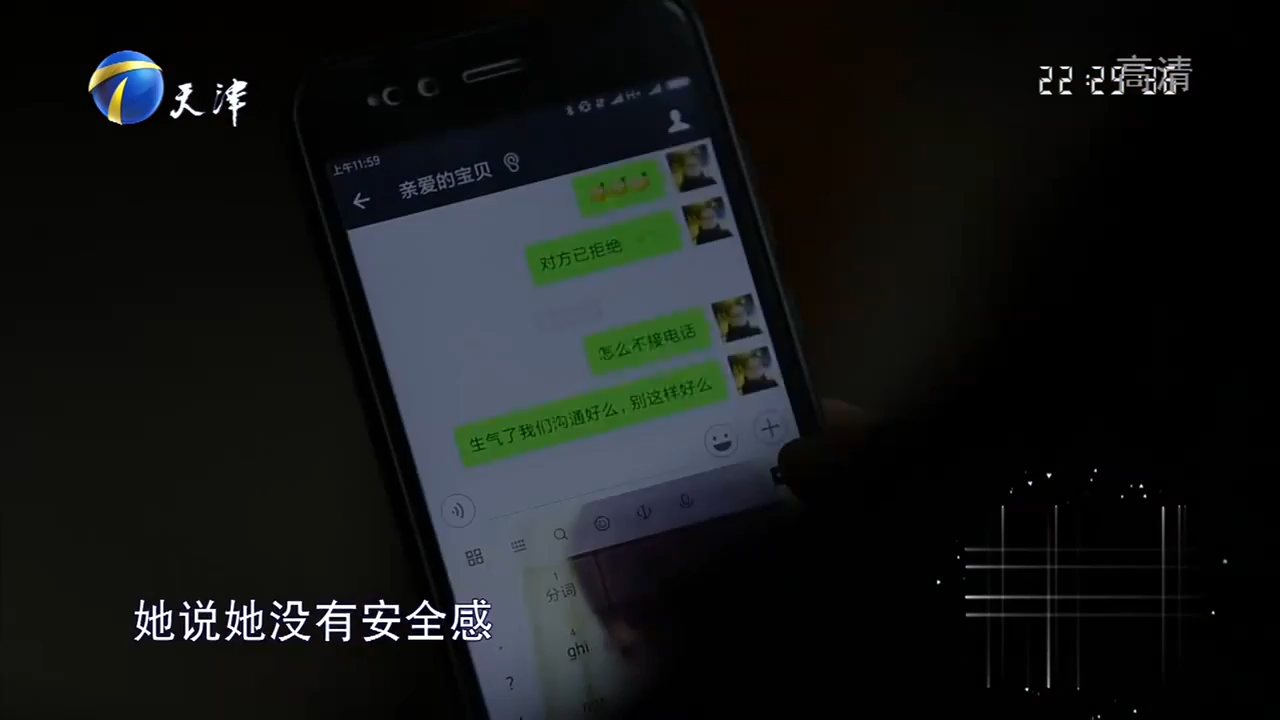 天津
高清
上午11:59
亲爱的宝贝
对方已拒绝
怎么不接电话
生气了我们沟通好么，别这样好么
1
分词
4
ghi
?
她说她没有安全感